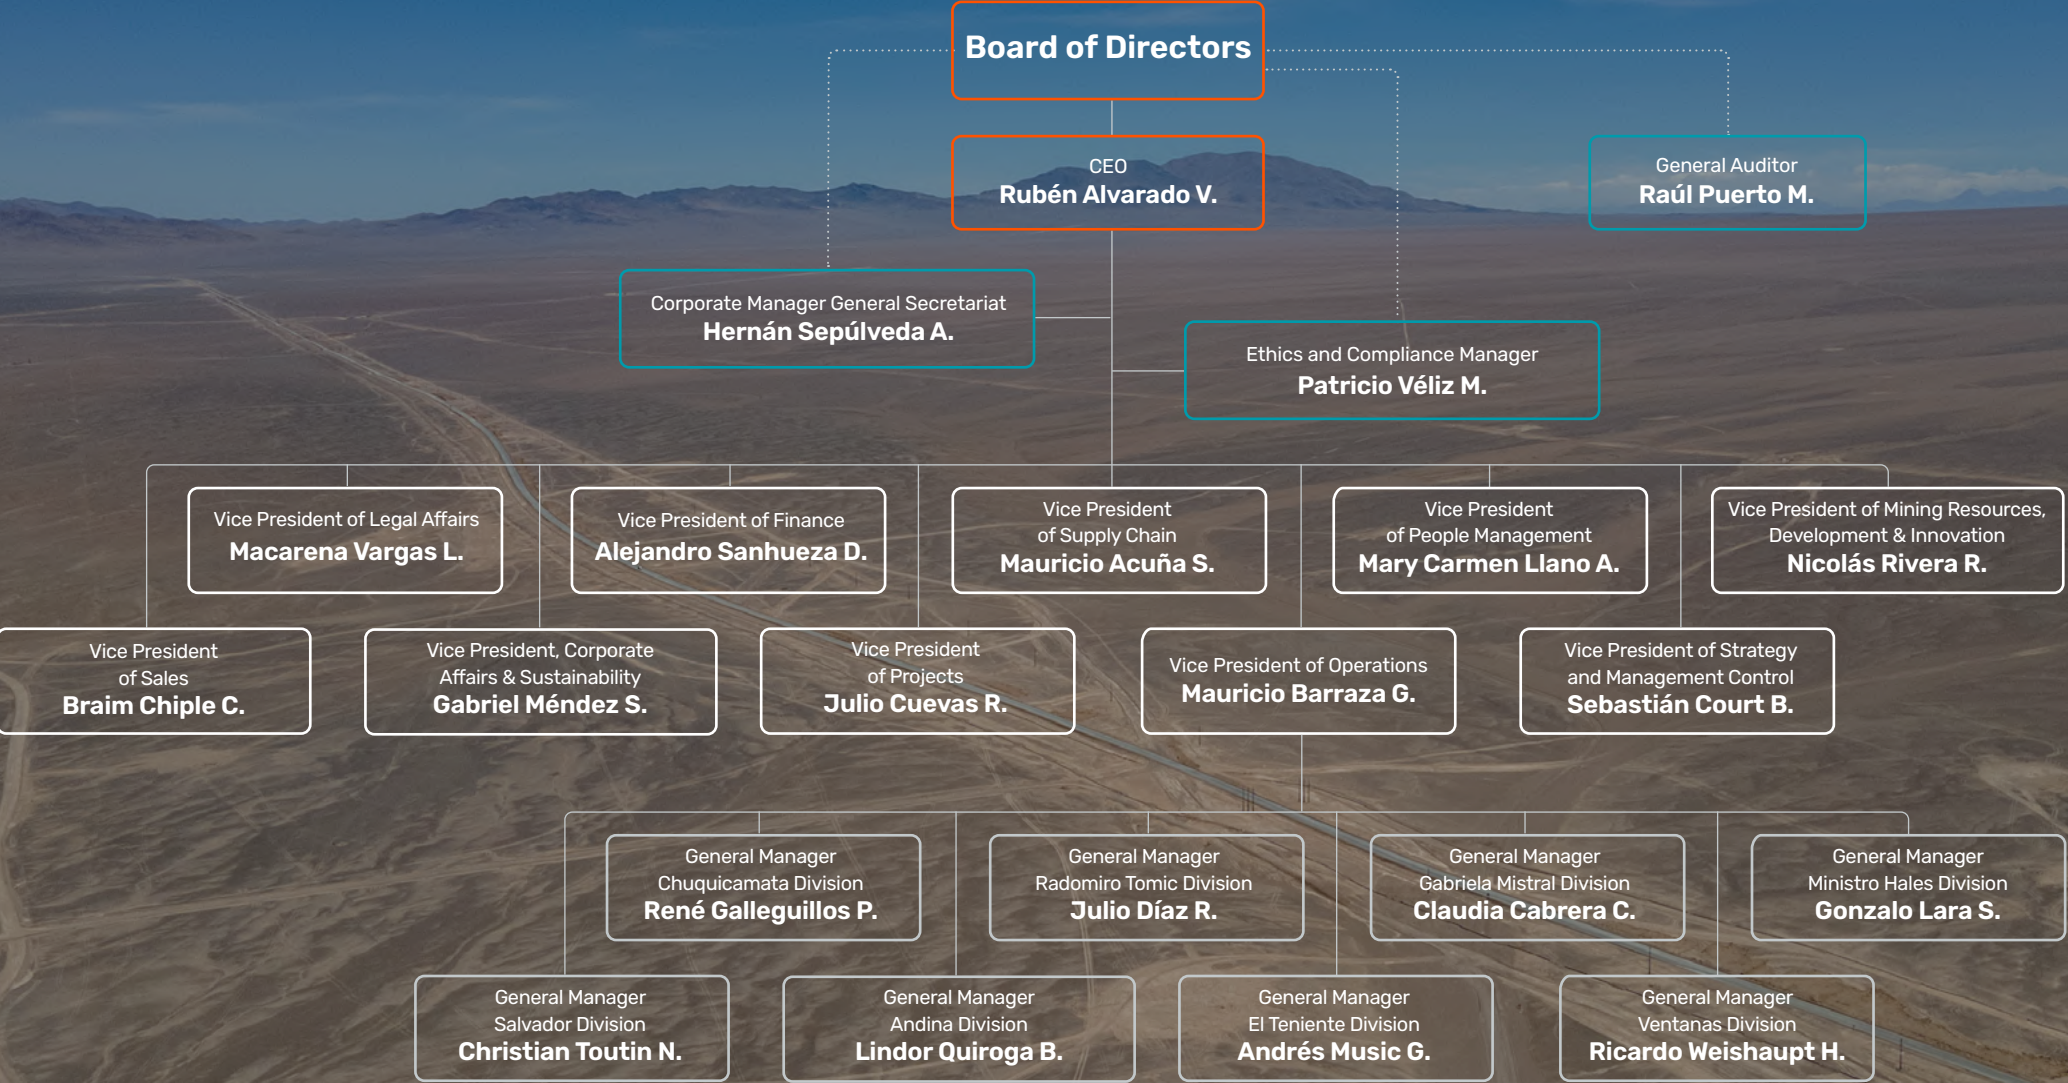 Board of Directors
CEO
Rubén Alvarado V.
General Auditor
Raúl Puerto M.
Corporate Manager General Secretariat
Hernán Sepúlveda A.
Ethics and Compliance Manager
Patricio Véliz M.
Vice President of Legal Affairs
Macarena Vargas L.
Vice President of Finance
Alejandro Sanhueza D.
Vice President
of Supply Chain
Mauricio Acuña S.
Vice President
of People Management
Mary Carmen Llano A.
Vice President of Mining Resources,
Development & Innovation
Nicolás Rivera R.
Vice President
of Sales
Braim Chiple C.
Vice President, Corporate
Affairs & Sustainability
Gabriel Méndez S.
Vice President
of Projects
Julio Cuevas R.
Vice President of Operations
Mauricio Barraza G.
Vice President of Strategy
and Management Control
Sebastián Court B.
General Manager
Chuquicamata Division
René Galleguillos P.
General Manager
Radomiro Tomic Division
Julio Díaz R.
General Manager
Gabriela Mistral Division
Claudia Cabrera C.
General Manager
Ministro Hales Division
Gonzalo Lara S.
General Manager
Salvador Division
Christian Toutin N.
General Manager
Andina Division
Lindor Quiroga B.
General Manager
El Teniente Division
Andrés Music G.
General Manager
Ventanas Division
Ricardo Weishaupt H.